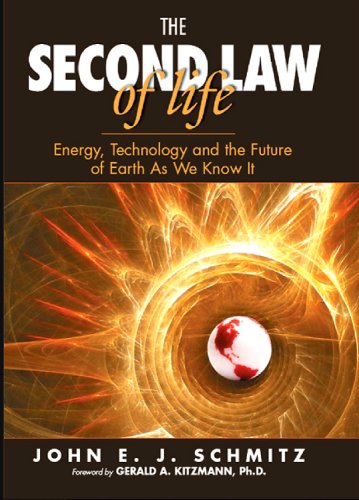 THE
SECOND LAW
of life
Energy, Technology and the Future
of Earth As We Know It
JOHN E. J. SCHMITZ
Foreword by GERALD A. KITZMANN, Ph.D.